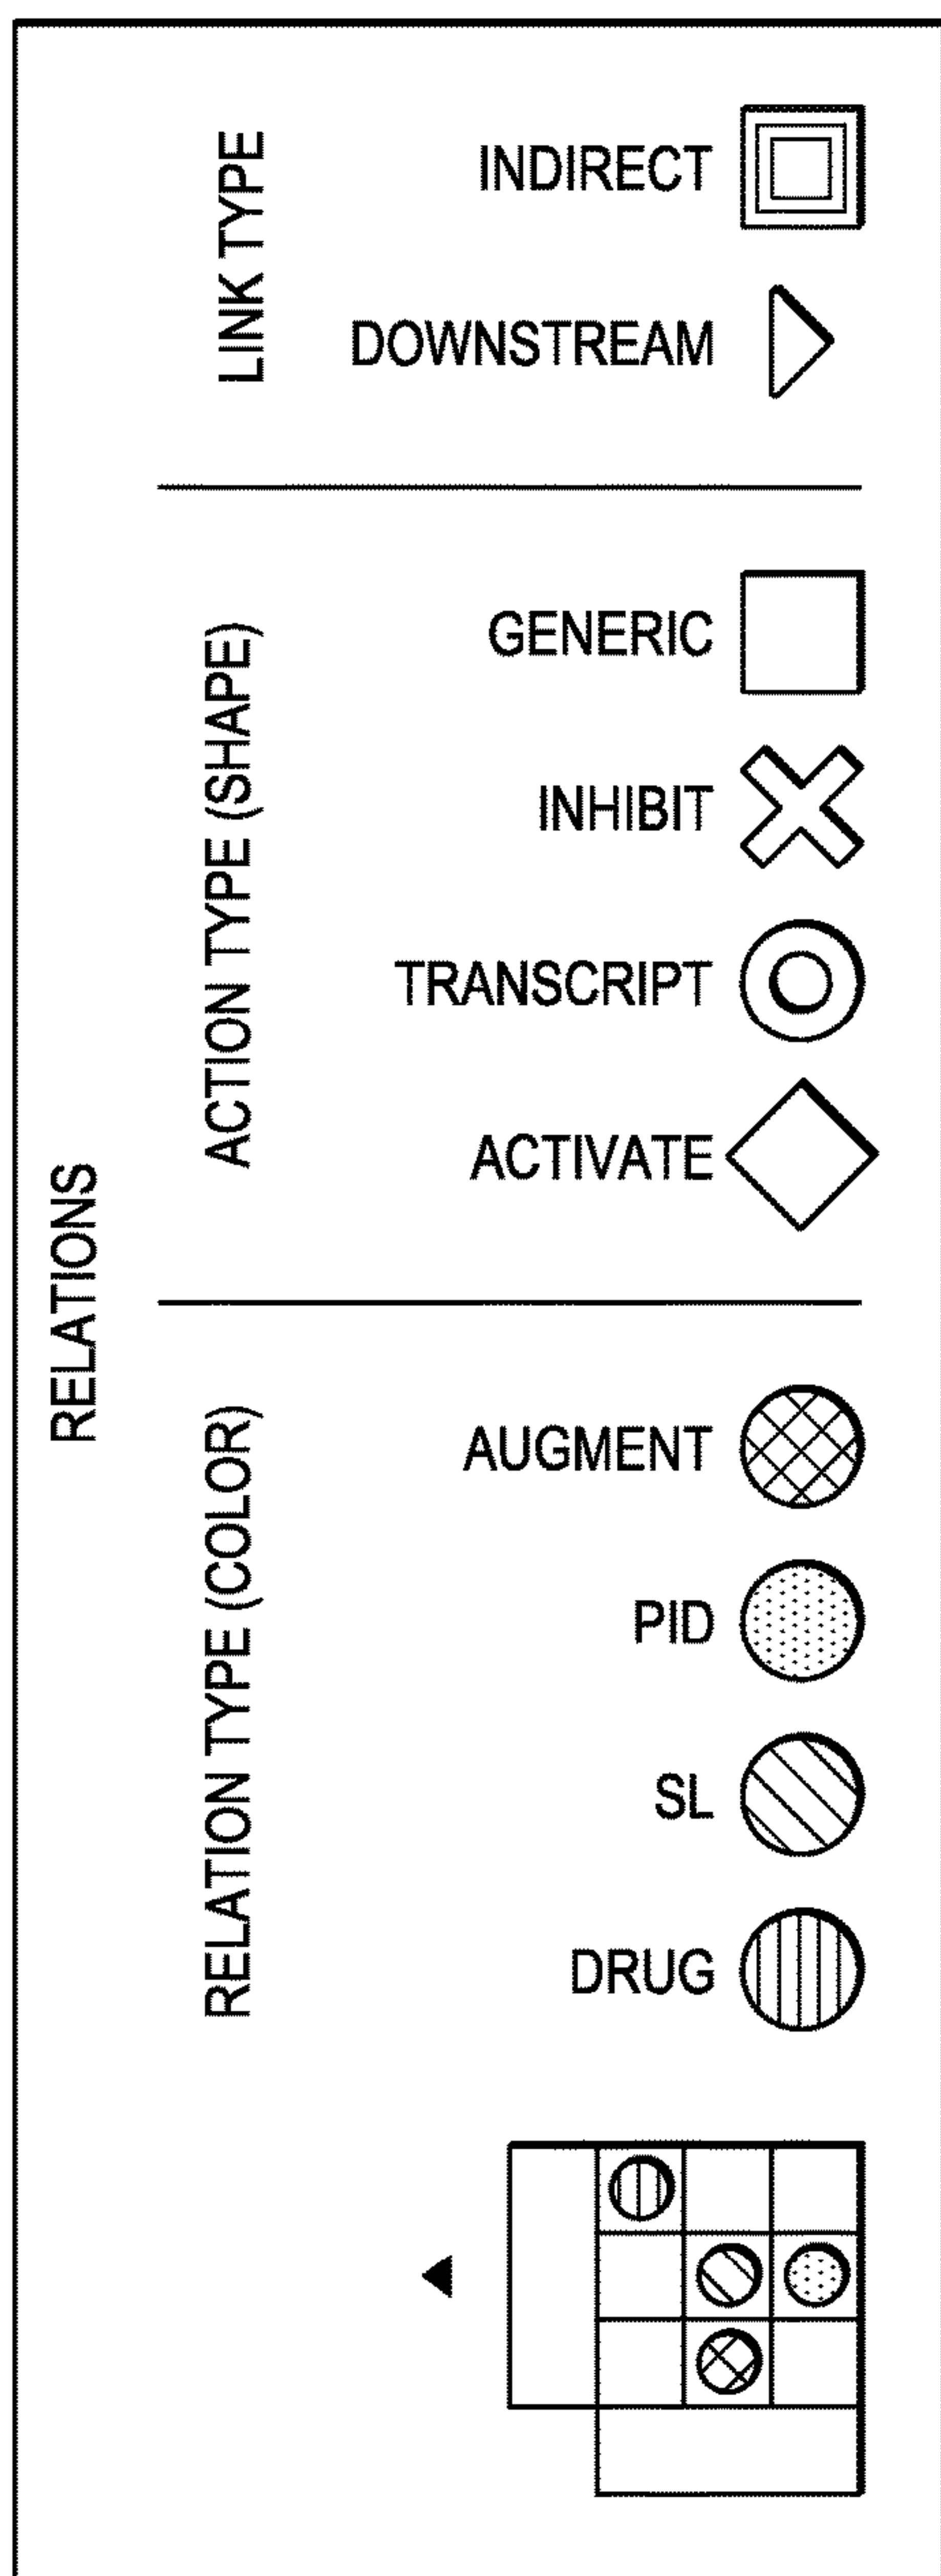 RELATIONS
RELATION TYPE (COLOR)
DRUG
SL
PID
AUGMENT
ACTION TYPE (SHAPE)
ACTIVATE
TRANSCRIPT
INHIBIT
GENERIC
LINK TYPE
DOWNSTREAM
INDIRECT